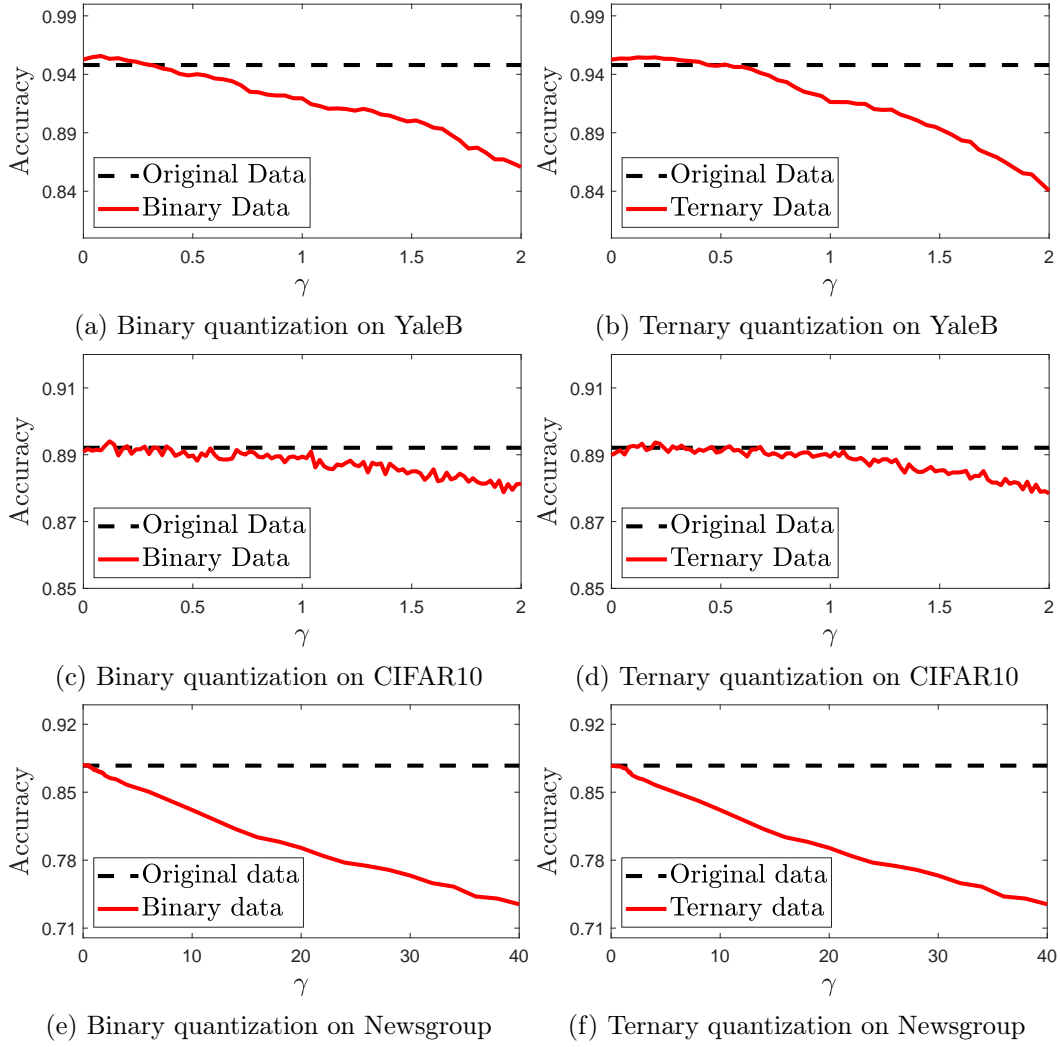 0.99
0.94
0.89
0.84
Accuracy
Original Data
Binary Data
0 0.5 1 1.5 2
γ
(a) Binary quantization on YaleB
0.99
0.94
0.89
0.84
Accuracy
Original Data
Ternary Data
0 0.5 1 1.5 2
γ
(b) Ternary quantization on YaleB
0.91
0.89
0.87
0.85
Accuracy
Original Data
Binary Data
0 0.5 1 1.5 2
γ
(c) Binary quantization on CIFAR10
0.91
0.89
0.87
0.85
Accuracy
Original Data
Ternary Data
0 0.5 1 1.5 2
γ
(d) Ternary quantization on CIFAR10
0.92
0.85
0.78
0.71
Accuracy
Original data
Binary data
0 10 20 30 40
γ
(e) Binary quantization on Newsgroup
0.92
0.85
0.78
0.71
Accuracy
Original data
Ternary data
0 10 20 30 40
γ
(f) Ternary quantization on Newsgroup